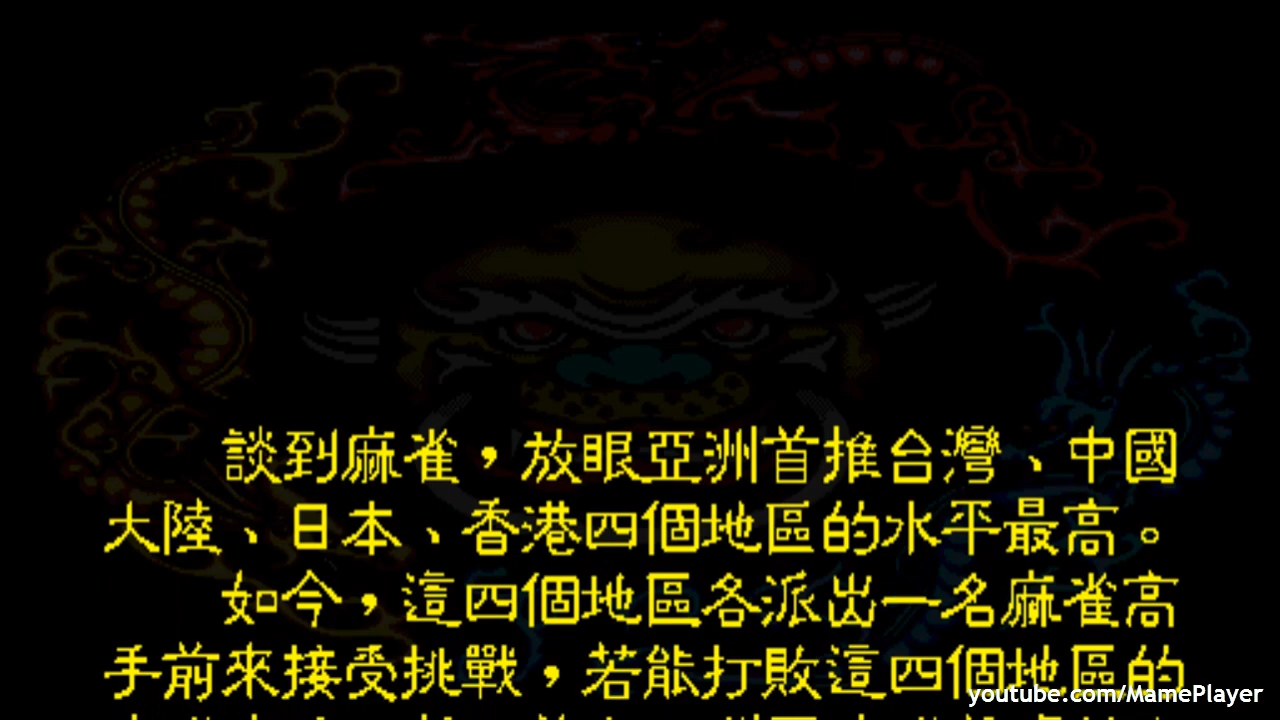 談到麻雀，放眼亞洲首推台灣、中國
大陸、日本、香港四個地區的水平最高。
如今，這四個地區各派出一名麻雀高
手前來接受挑戰，若能打敗這四個地區的
youtube.com/MamePlayer